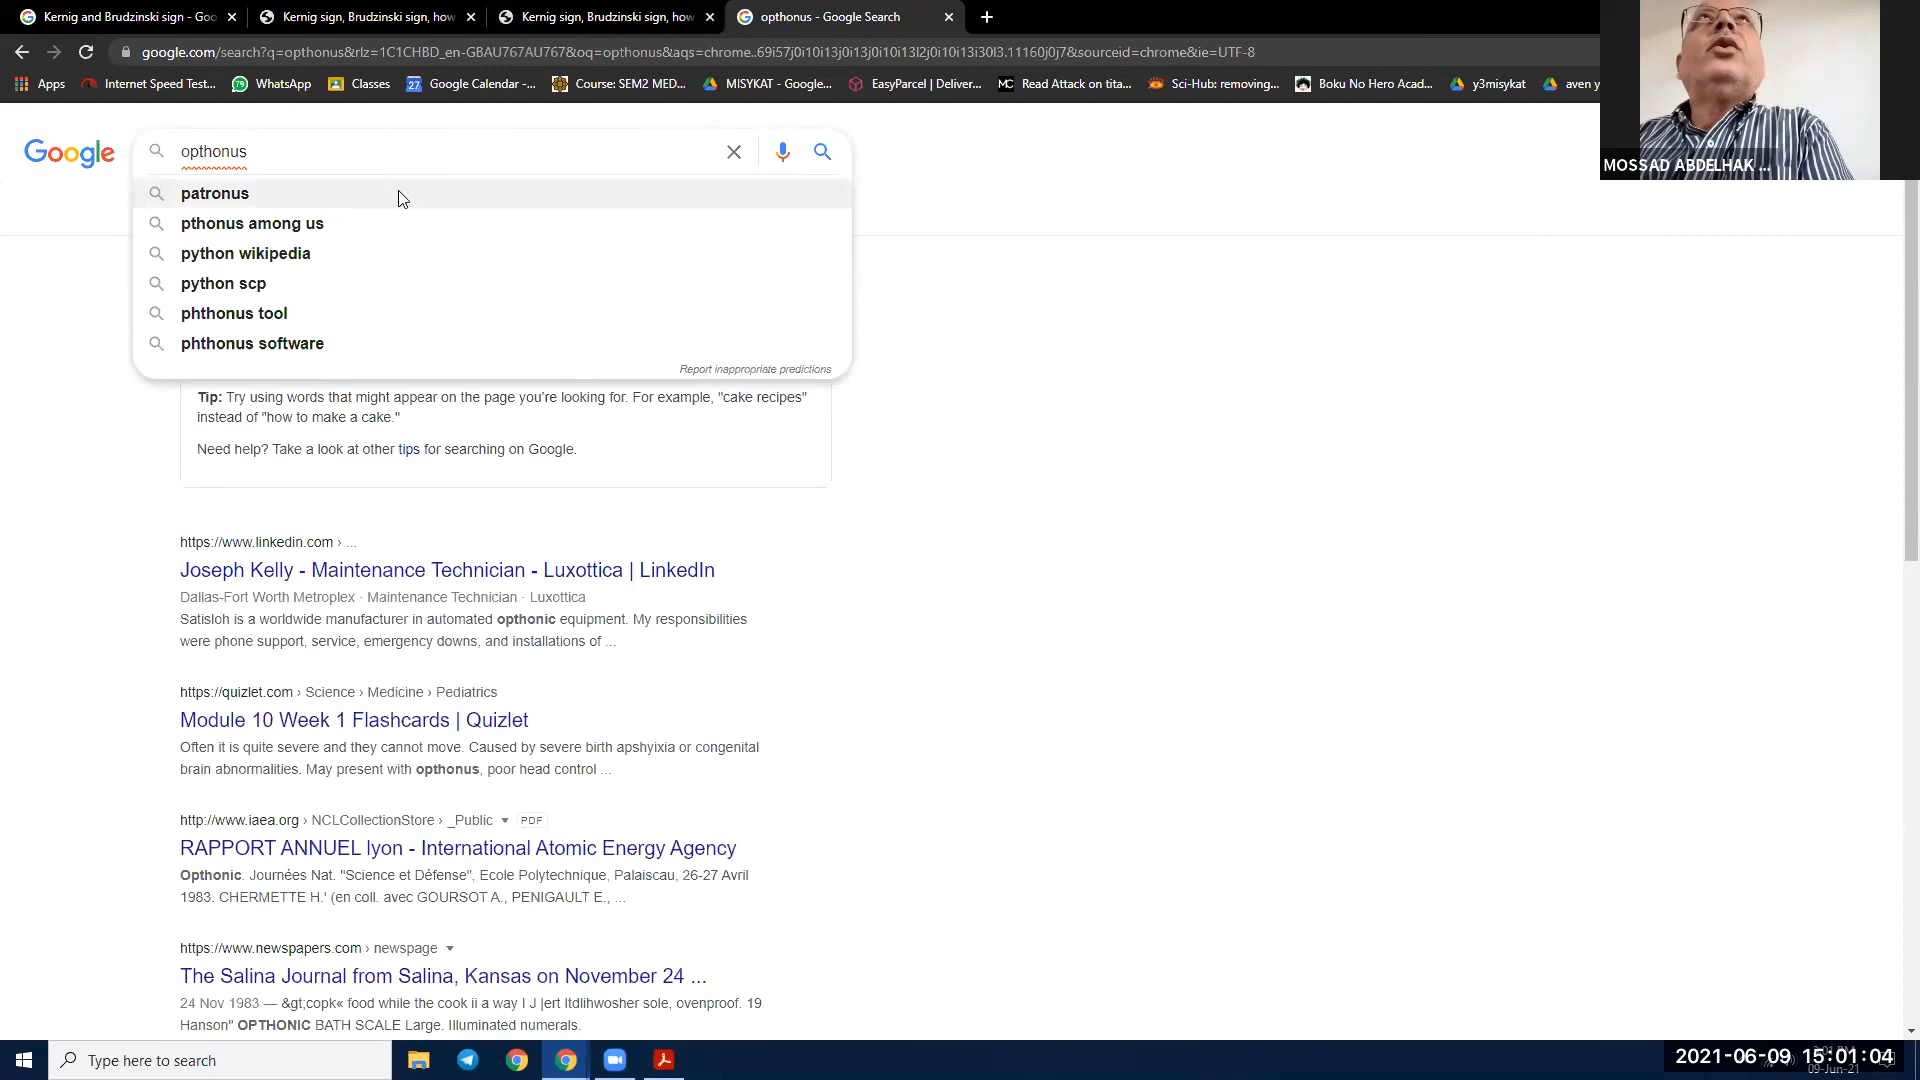 Kernig and Brudzinski sign - Goo
Kernig sign, Brudzinski sign, how
Kernig sign, Brudzinski sign, how
opthonus - Google Search
google.com/search?q=opthonus&rlz=1C1CHBD_en-GBAU767AU767&oq=opthonus&aqs=chrome..69i57j0i10i13j0i13j0i10i13l2j0i10i13i30l3.11160j0j7&sourceid=chrome&ie=UTF-8
Apps
Internet Speed Test...
WhatsApp
Classes
27
Google Calendar -...
Course: SEM2 MED...
MISYKAT - Google...
EasyParcel | Deliver...
MC
Read Attack on tita...
Sci-Hub: removing...
Boku No Hero Acad...
y3misykat
aven y
MOSSAD ABDELHAK ...
Google
opthonus
patronus
pthonus among us
python wikipedia
python scp
phthonus tool
phthonus software
Report inappropriate predictions
Tip: Try using words that might appear on the page you're looking for. For example, "cake recipes"
instead of "how to make a cake."
Need help? Take a look at other tips for searching on Google.
https://www.linkedin.com › ...
Joseph Kelly - Maintenance Technician - Luxottica | LinkedIn
Dallas-Fort Worth Metroplex · Maintenance Technician · Luxottica
Satisloh is a worldwide manufacturer in automated opthonic equipment. My responsibilities
were phone support, service, emergency downs, and installations of ...
https://quizlet.com › Science › Medicine › Pediatrics
Module 10 Week 1 Flashcards | Quizlet
Often it is quite severe and they cannot move. Caused by severe birth apshyixia or congenital
brain abnormalities. May present with opthonus, poor head control ...
http://www.iaea.org › NCLCollectionStore › _Public PDF
RAPPORT ANNUEL lyon - International Atomic Energy Agency
Opthonic. Journées Nat. "Science et Défense", Ecole Polytechnique, Palaiscau, 26-27 Avril
1983. CHERMETTE H.' (en coll. avec GOURSOT A., PENIGAULT E., ...
https://www.newspapers.com › newspage
The Salina Journal from Salina, Kansas on November 24 ...
24 Nov 1983 — &gt;copk« food while the cook ii a way I J |ert ltdlihwosher sole, ovenproof. 19
Hanson" OPTHONIC BATH SCALE Large. Illuminated numerals.
Type here to search
2021-06-09 15:01:04
09-Jun-21